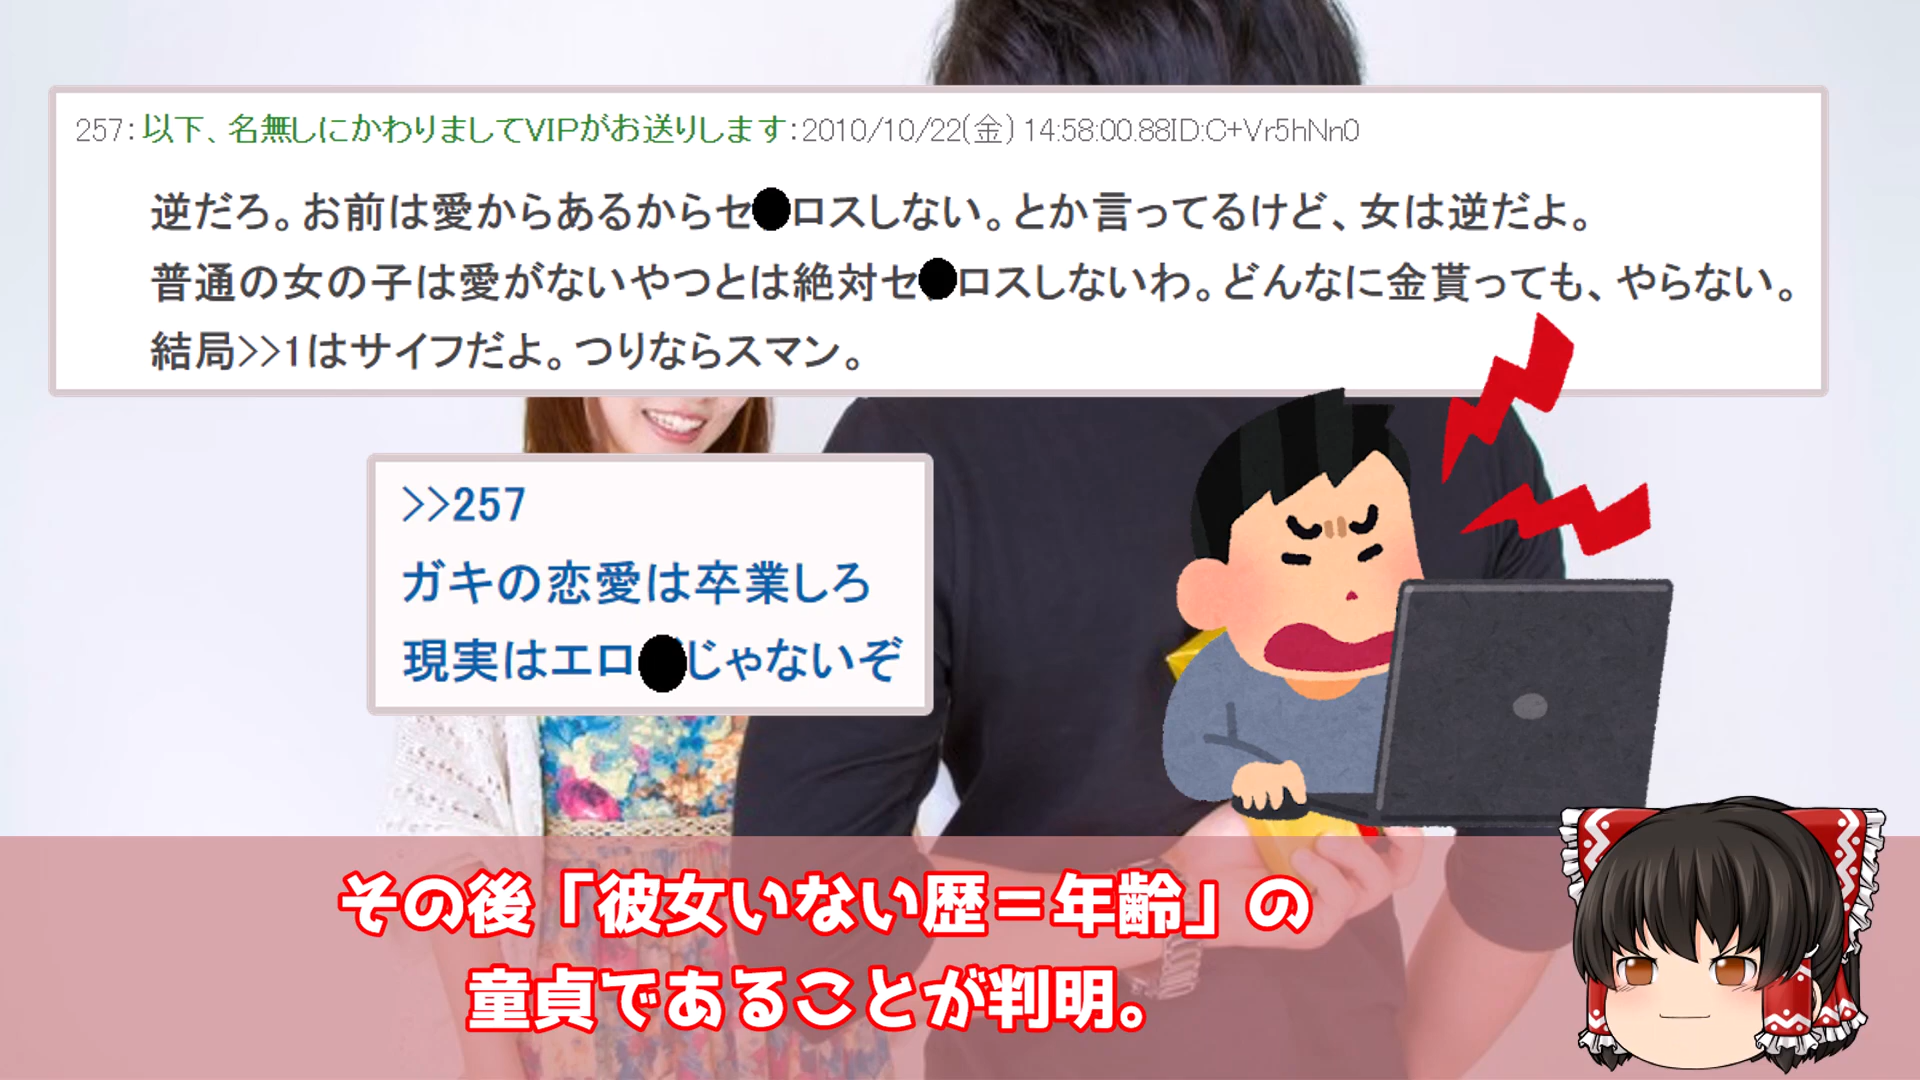 257：以下、名無しにかわりましてVIPがお送りします：2010/10/22(金) 14:58:00.88ID:C+Vr5hNn0
逆だろ。お前は愛からあるからセ●ロスしない。とか言ってるけど、女は逆だよ。
普通の女の子は愛がないやつとは絶対セ●ロスしないわ。どんなに金貰っても、やらない。
結局>>1はサイフだよ。つりならスマン。
>>257
ガキの恋愛は卒業しろ
現実はエロ●じゃないぞ
その後「彼女いない歴＝年齢」の
童貞であることが判明。